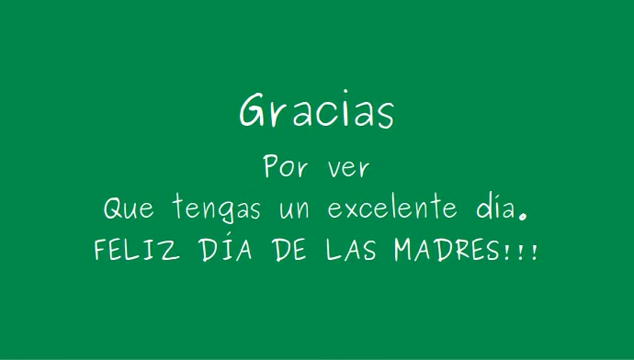 Gracias
Por ver
Que tengas un excelente día.
FELIZ DÍA DE LAS MADRES!!!